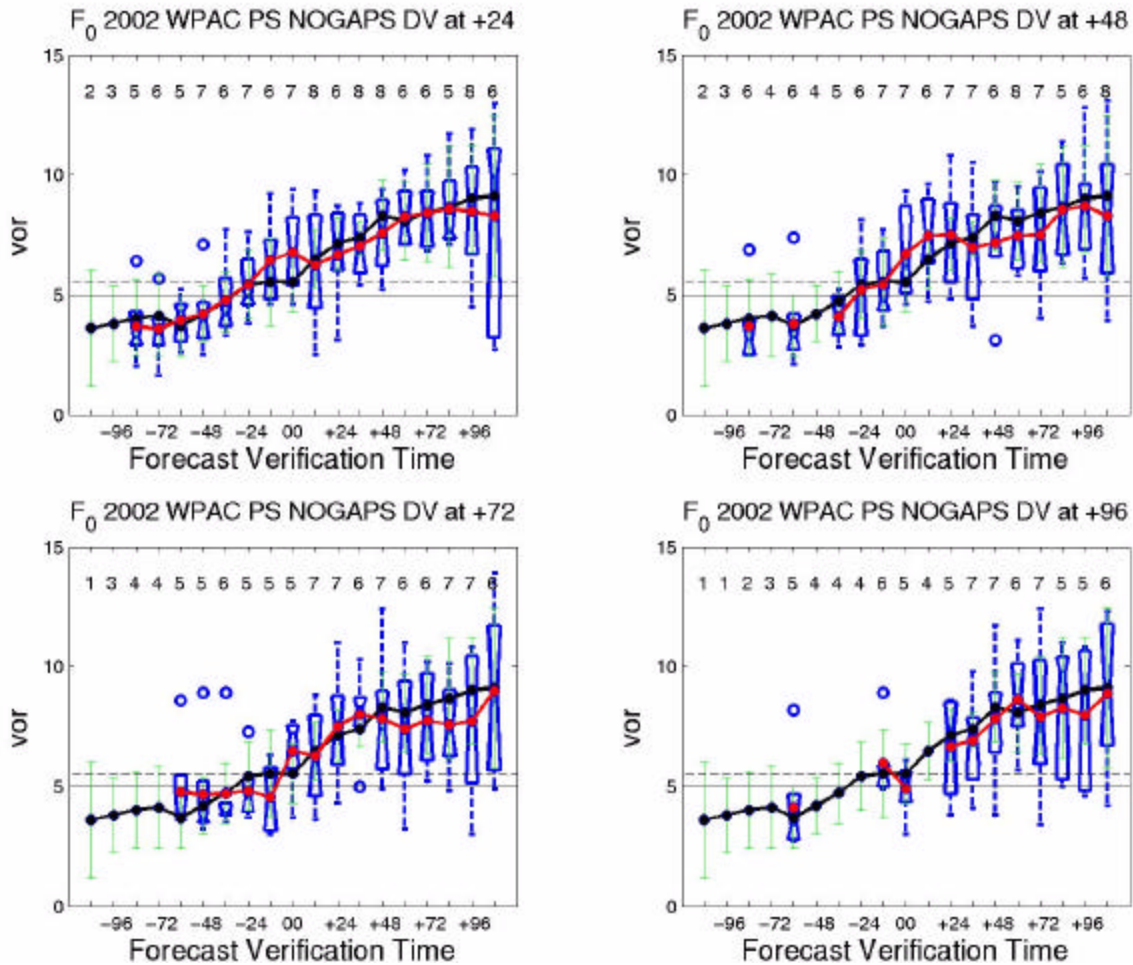 F0 2002 WPAC PS NOGAPS DV at +24
15
2 3 5 6 5 7 6 6 7 8 8 6 6 6 5 8 6
10
vor
5
0
-96 -72 -48 -24 00 +24 +48 +72 +96
Forecast Verification Time
F0 2002 WPAC PS NOGAPS DV at +48
15
2 3 6 4 6 4 5 6 7 7 7 7 6 8 7 5 6 8
10
vor
5
0
-96 -72 -48 -24 00 +24 +48 +72 +96
Forecast Verification Time
F0 2002 WPAC PS NOGAPS DV at +72
15
1 3 4 4 5 5 6 6 5 5 7 7 6 7 6 6 7 7 6
10
vor
5
0
-96 -72 -48 -24 00 +24 +48 +72 +96
Forecast Verification Time
F0 2002 WPAC PS NOGAPS DV at +96
15
1 1 2 3 5 4 4 4 6 5 4 5 7 7 6 7 5 5 6
10
vor
5
0
-96 -72 -48 -24 00 +24 +48 +72 +96
Forecast Verification Time